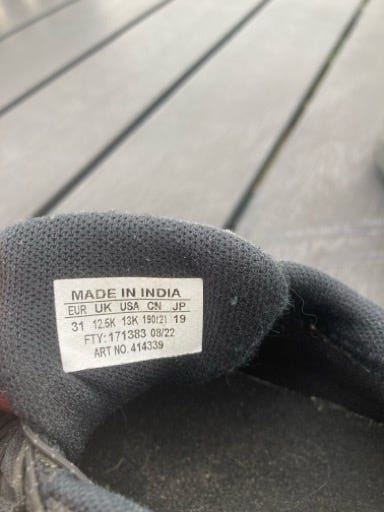 MADE IN INDIA
EUR UK USA CN JP
31 12.5K 13K 190(2) 19
FTY: 171383 08/22
ART NO. 414339